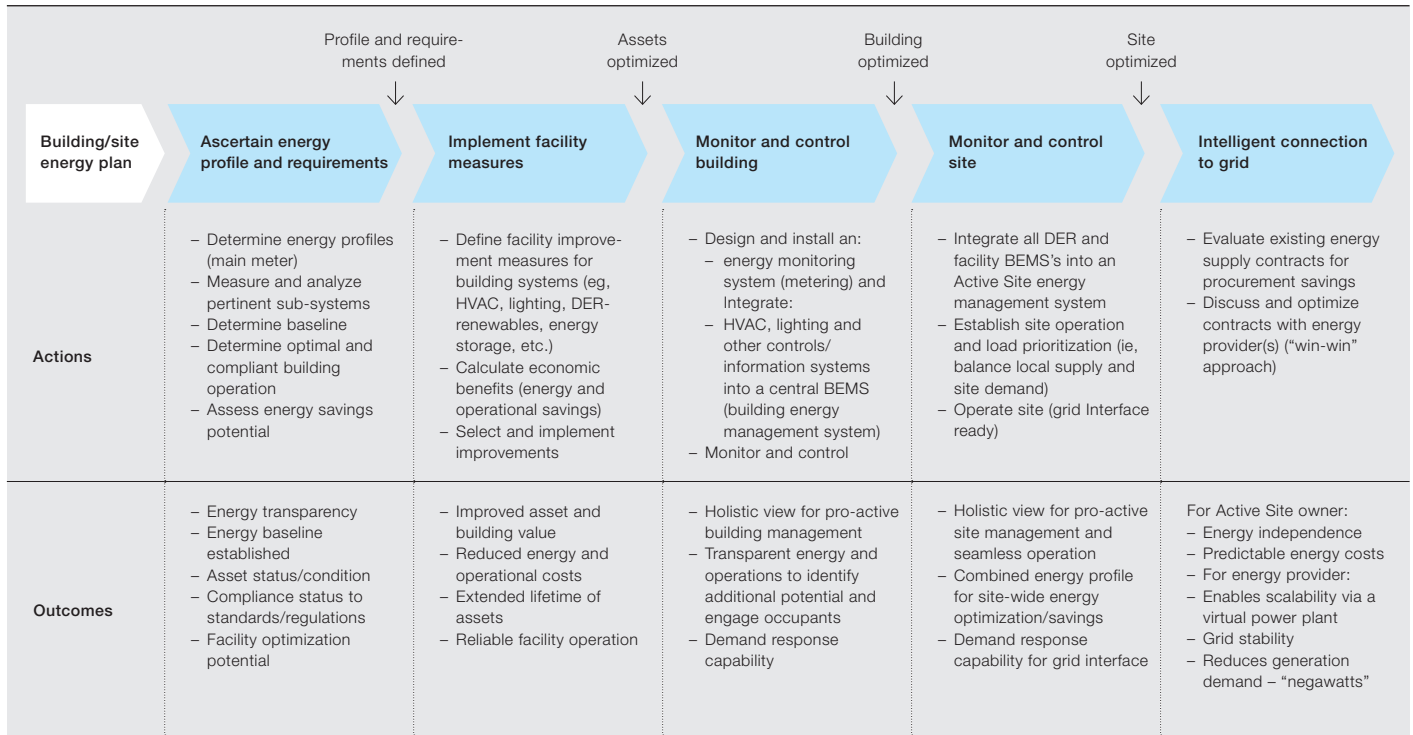 Profile and require-
ments defined
Assets
optimized
Building
optimized
Site
optimized
Building/site
energy plan
Ascertain energy
profile and requirements
Implement facility
measures
Monitor and control
building
Monitor and control
site
Intelligent connection
to grid
Actions
– Determine energy profiles
(main meter)
– Measure and analyze
pertinent sub-systems
– Determine baseline
– Determine optimal and
compliant building
operation
– Assess energy savings
potential
– Define facility improve-
ment measures for
building systems (eg,
HVAC, lighting, DER-
renewables, energy
storage, etc.)
– Calculate economic
benefits (energy and
operational savings)
– Select and implement
improvements
– Design and install an:
– energy monitoring
system (metering) and
Integrate:
– HVAC, lighting and
other controls/
information systems
into a central BEMS
(building energy
management system)
– Monitor and control
– Integrate all DER and
facility BEMS's into an
Active Site energy
management system
– Establish site operation
and load prioritization (ie,
balance local supply and
site demand)
– Operate site (grid Interface
ready)
– Evaluate existing energy
supply contracts for
procurement savings
– Discuss and optimize
contracts with energy
provider(s) (“win-win”
approach)
Outcomes
– Energy transparency
– Energy baseline
established
– Asset status/condition
– Compliance status to
standards/regulations
– Facility optimization
potential
– Improved asset and
building value
– Reduced energy and
operational costs
– Extended lifetime of
assets
– Reliable facility operation
– Holistic view for pro-active
building management
– Transparent energy and
operations to identify
additional potential and
engage occupants
– Demand response
capability
– Holistic view for pro-active
site management and
seamless operation
– Combined energy profile
for site-wide energy
optimization/savings
– Demand response
capability for grid interface
For Active Site owner:
– Energy independence
– Predictable energy costs
– For energy provider:
– Enables scalability via a
virtual power plant
– Grid stability
– Reduces generation
demand – “negawatts”